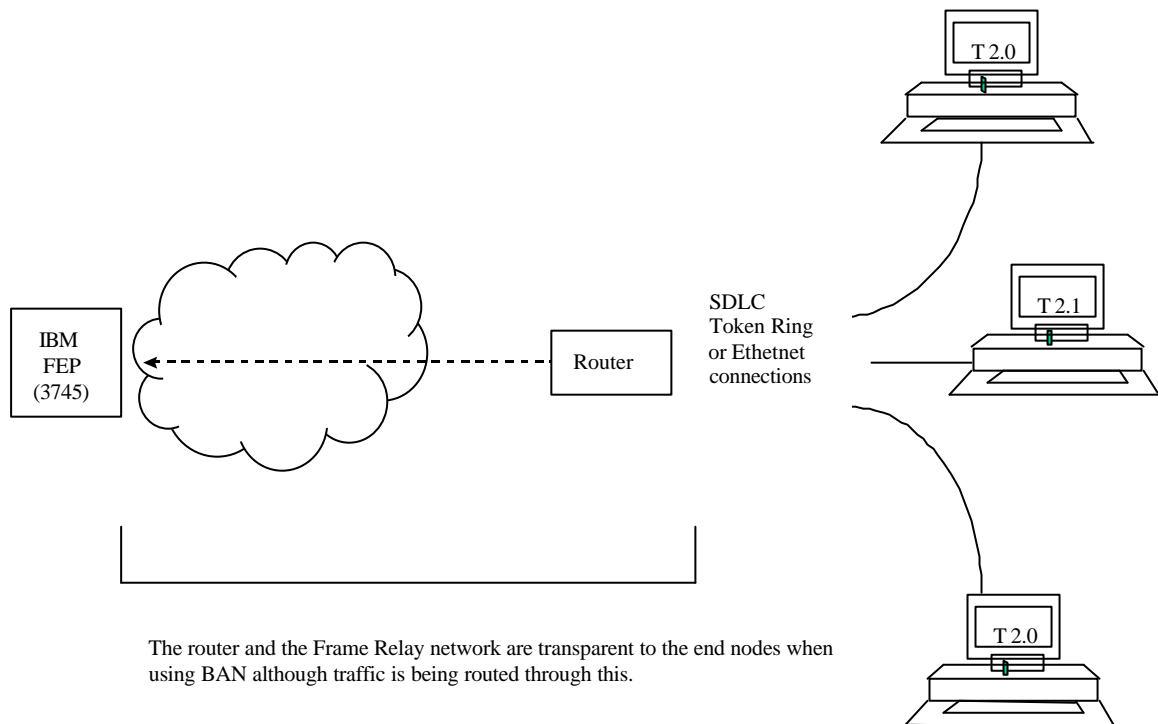 T 2.0
IBM
FEP
(3745)
Router
SDLC
Token Ring
or Ethetnet
connections
T 2.1
T 2.0
The router and the Frame Relay network are transparent to the end nodes when
using BAN although traffic is being routed through this.